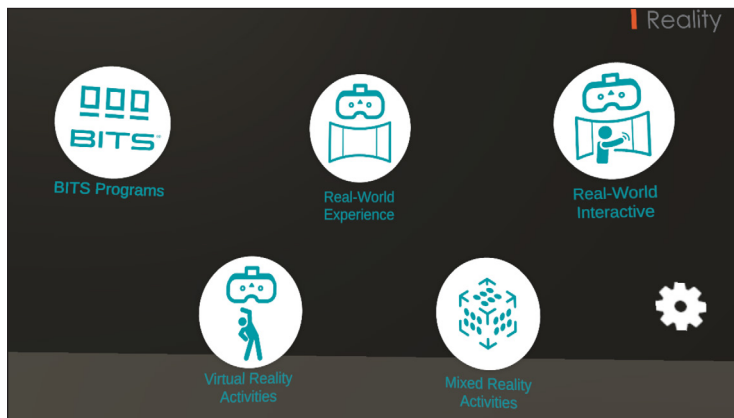 Reality
BITS
BITS Programs
Real-World
Experience
Real-World
Interactive
Virtual Reality
Activities
Mixed Reality
Activities